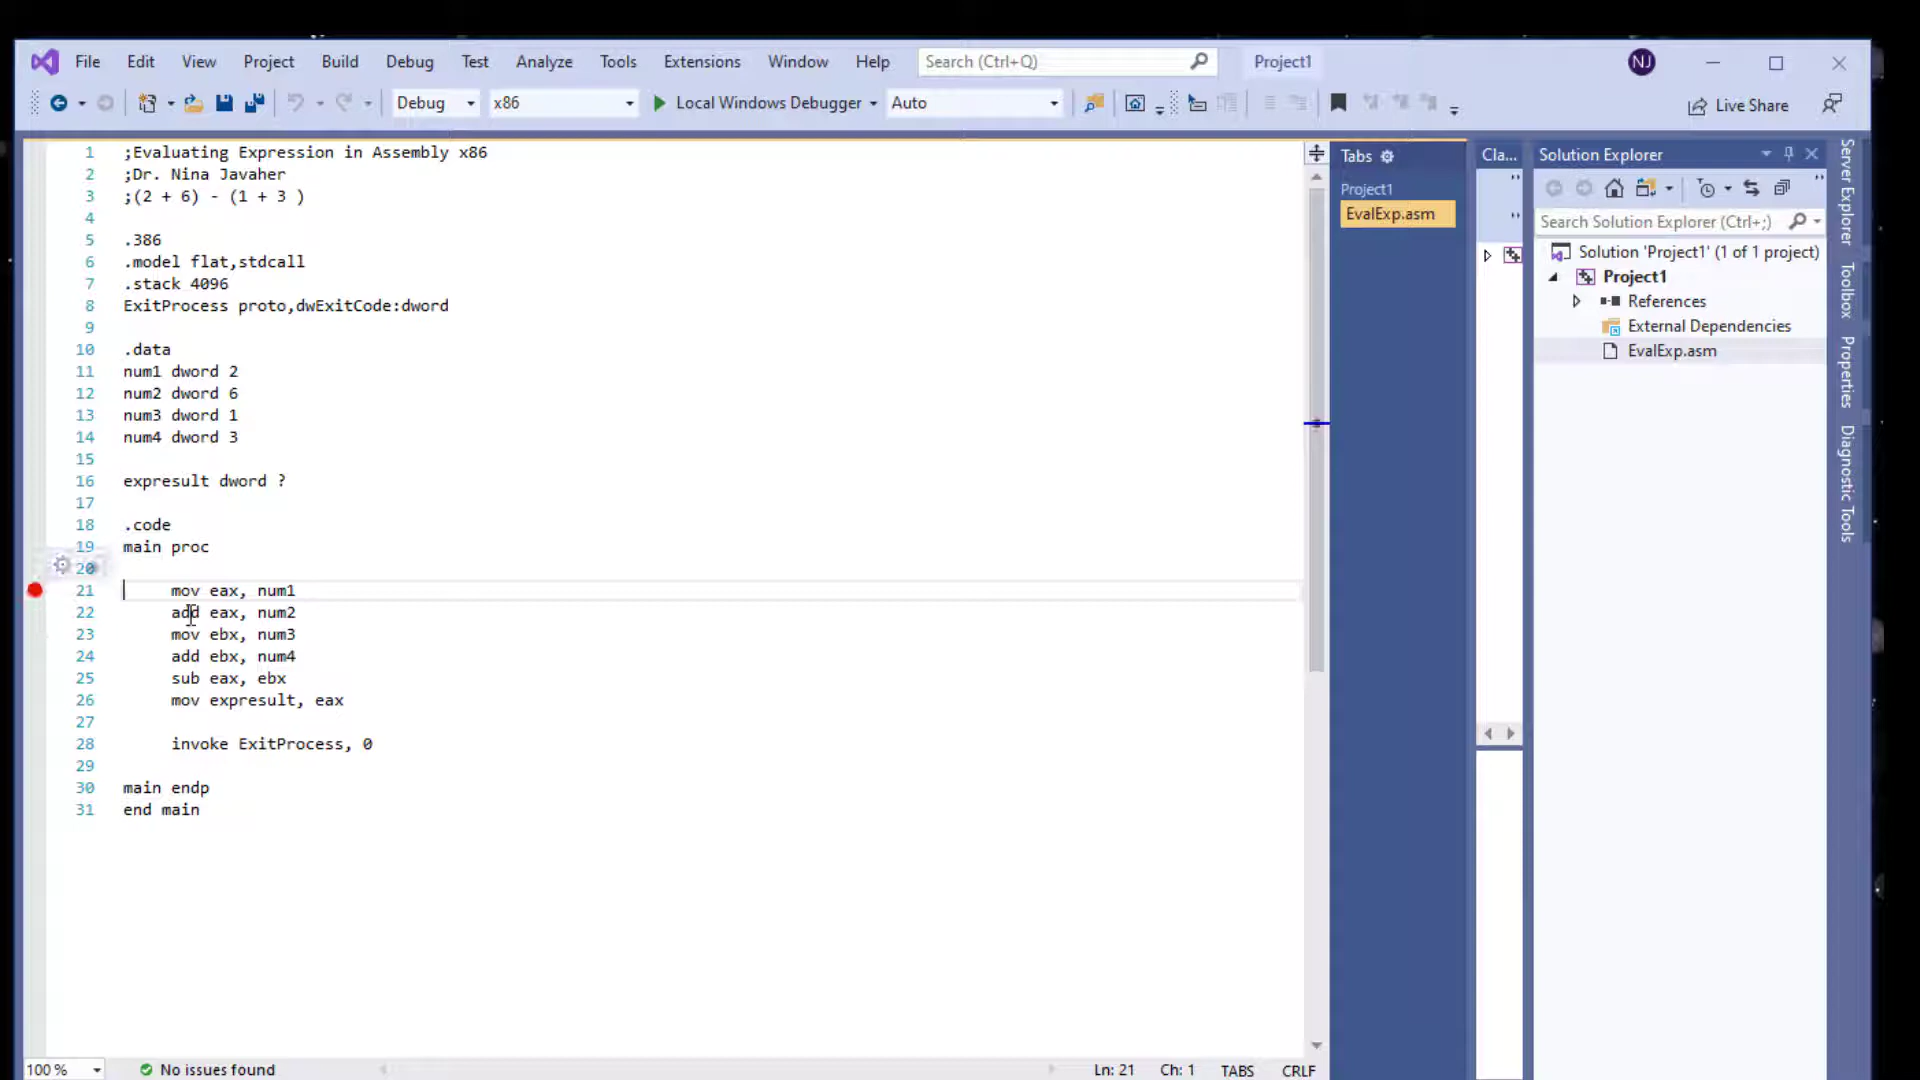 File Edit View Project Build Debug Test Analyze Tools Extensions Window Help Search (Ctrl+Q) Project1 NJ
Debug x86 Local Windows Debugger Auto Live Share
1 ;Evaluating Expression in Assembly x86
2 ;Dr. Nina Javaher
3 ;(2 + 6) - (1 + 3 )
4
5 .386
6 .model flat,stdcall
7 .stack 4096
8 ExitProcess proto,dwExitCode:dword
9
10 .data
11 num1 dword 2
12 num2 dword 6
13 num3 dword 1
14 num4 dword 3
15
16 expresult dword ?
17
18 .code
19 main proc
20
21 mov eax, num1
22 add eax, num2
23 mov ebx, num3
24 add ebx, num4
25 sub eax, ebx
26 mov expresult, eax
27
28 invoke ExitProcess, 0
29
30 main endp
31 end main
Tabs
Project1
EvalExp.asm
Cla...
Solution Explorer
Search Solution Explorer (Ctrl+;)
Solution 'Project1' (1 of 1 project)
Project1
References
External Dependencies
EvalExp.asm
Server Explorer
Toolbox
Properties
Diagnostic Tools
100 % No issues found Ln: 21 Ch: 1 TABS CRLF